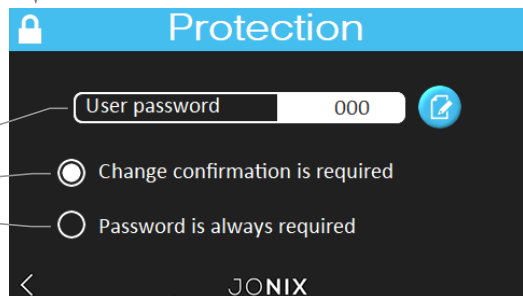 Protection
User password 000
Change confirmation is required
Password is always required
JONIX